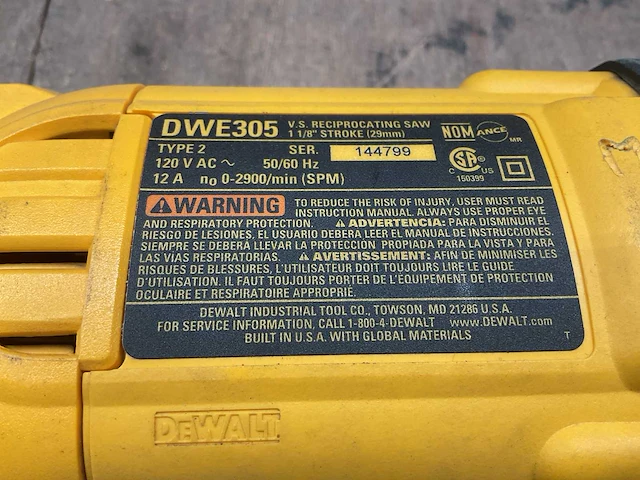 DWE305 V.S. RECIPROCATING SAW
1 1/8" STROKE (29mm)
NOM ANCE MR
TYPE 2 SER. 144799
120 V AC ~ 50/60 Hz
12 A no 0-2900/min (SPM)
C SA US
150399
⚠WARNING TO REDUCE THE RISK OF INJURY, USER MUST READ
INSTRUCTION MANUAL. ALWAYS USE PROPER EYE
AND RESPIRATORY PROTECTION. ⚠ ADVERTENCIA: PARA DISMINUIR EL
RIESGO DE LESIONES, EL USUARIO DEBERÁ LEER EL MANUAL DE INSTRUCCIONES.
SIEMPRE SE DEBERÁ LLEVAR LA PROTECCIÓN PROPIADA PARA LA VISTA Y PARA
LAS VIAS RESPIRATORIAS. ⚠ AVERTISSEMENT: AFIN DE MINIMISER LES
RISQUES DE BLESSURES, L'UTILISATEUR DOIT TOUJOURS LIRE LE GUIDE
D'UTILISATION. IL FAUT TOUJOURS PORTER DE L'ÉQUIPEMENT DE PROTECTION
OCULAIRE ET RESPIRATOIRE APPROPRIÉ.
DEWALT INDUSTRIAL TOOL CO., TOWSON, MD 21286 U.S.A.
FOR SERVICE INFORMATION, CALL 1-800-4-DEWALT www.DEWALT.com
BUILT IN U.S.A. WITH GLOBAL MATERIALS T
DEWALT